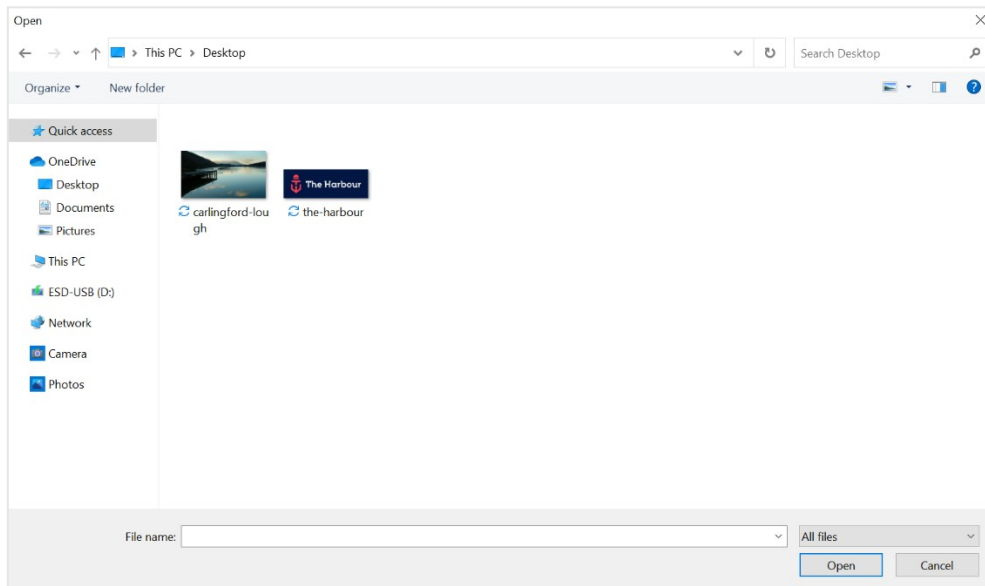 Open
This PC > Desktop
Search Desktop
Organize
New folder
Quick access
OneDrive
Desktop
Documents
Pictures
This PC
ESD-USB (D:)
Network
Camera
Photos
The Harbour
carlingford-lou
gh
the-harbour
File name:
All files
Open
Cancel